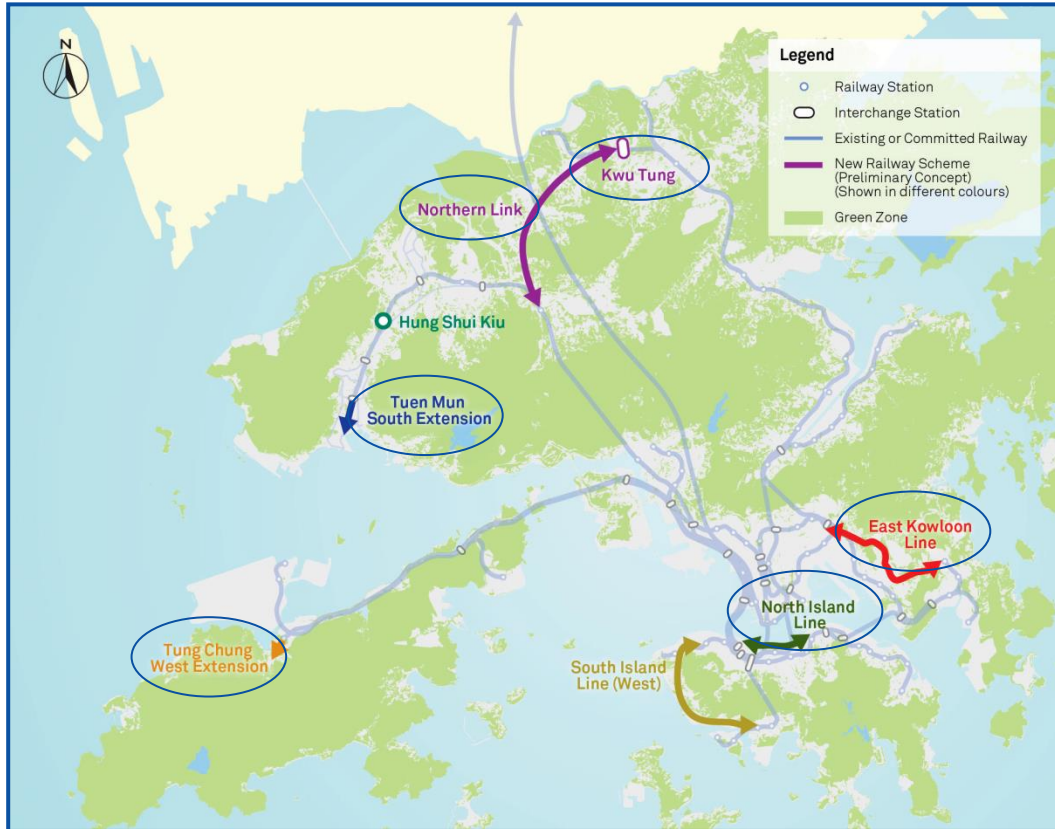 N
Legend
Railway Station
Interchange Station
Existing or Committed Railway
New Railway Scheme
(Preliminary Concept)
(Shown in different colours)
Green Zone
Kwu Tung
Northern Link
Hung Shui Kiu
Tuen Mun
South Extension
East Kowloon
Line
North Island
Line
Tung Chung
West Extension
South Island
Line (West)